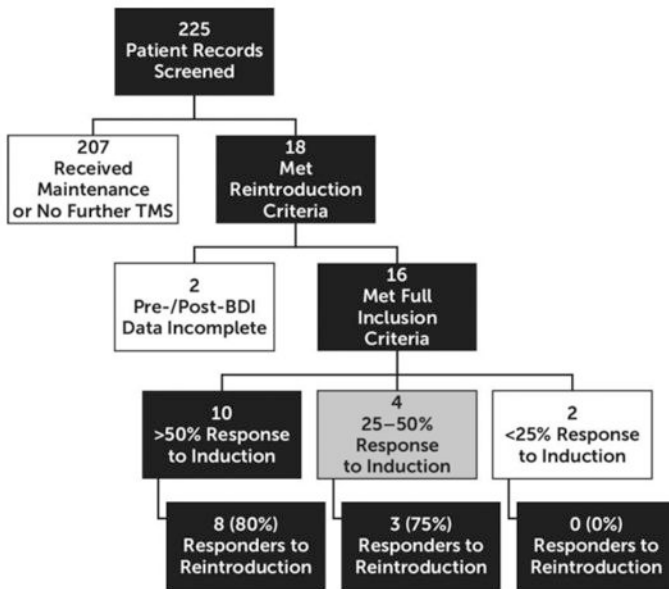 225
Patient Records
Screened
207
Received
Maintenance
or No Further TMS
18
Met
Reintroduction
Criteria
2
Pre-/Post-BDI
Data Incomplete
16
Met Full
Inclusion
Criteria
10
>50% Response
to Induction
4
25–50%
Response
to Induction
2
<25% Response
to Induction
8 (80%)
Responders to
Reintroduction
3 (75%)
Responders to
Reintroduction
0 (0%)
Responders to
Reintroduction